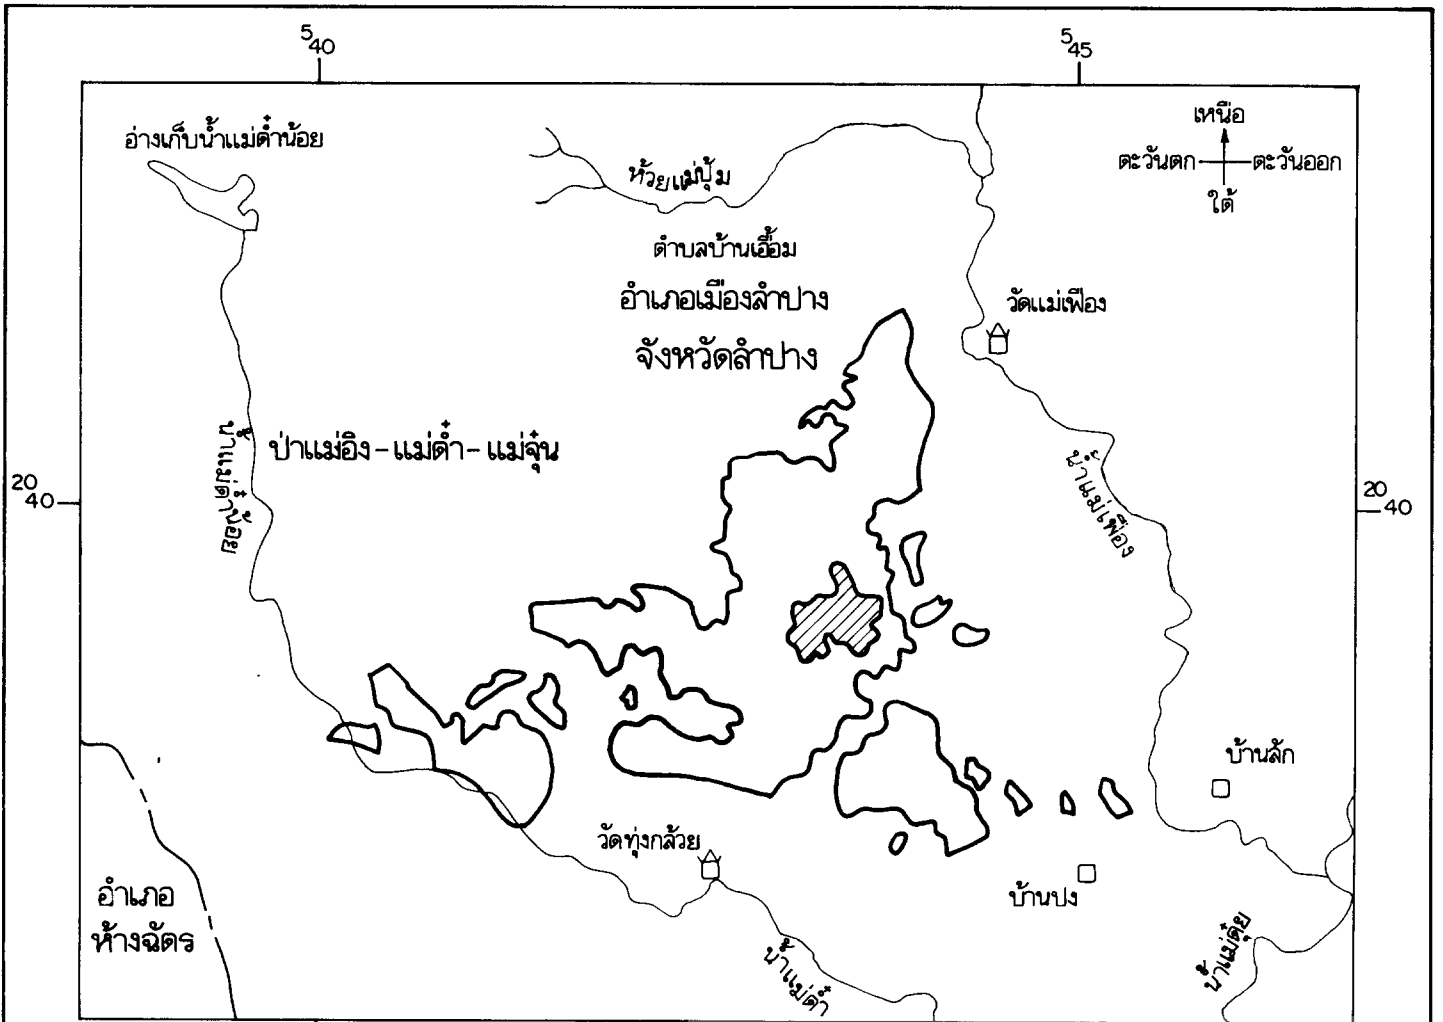 540
545
เหนือ
ตะวันตก
ตะวันออก
ใต้
อ่างเก็บน้ำแม่ต๋ำน้อย
ห้วยแม่ปุ้ม
ตำบลบ้านเอื้อม
อำเภอเมืองลำปาง
จังหวัดลำปาง
วัดแม่เฟือง
ป่าแม่อิง-แม่ต๋ำ-แม่จุ๋น
น้ำแม่ต๋ำน้อย
น้ำแม่เฟือง
2040
2040
บ้านลัก
วัดทุ่งกล้วย
บ้านปง
อำเภอ
ห้างฉัตร
น้ำแม่ต๋ำ
น้ำแม่ตุ๋ย